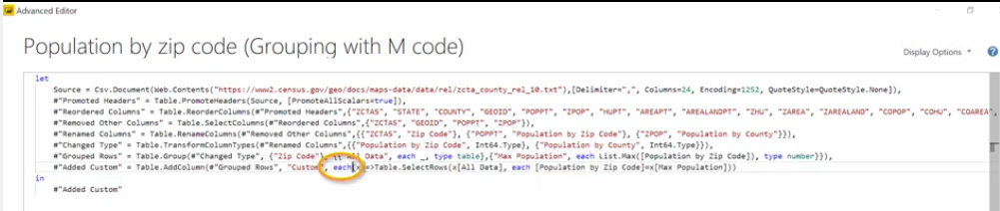 Advanced Editor
Population by zip code (Grouping with M code)
Display Options
?
let
Source = Csv.Document(Web.Contents("https://www2.census.gov/geo/docs/maps-data/data/rel/zcta_county_rel_10.txt"),[Delimiter=",", Columns=24, Encoding=1252, QuoteStyle=QuoteStyle.None]),
#"Promoted Headers" = Table.PromoteHeaders(Source, [PromoteAllScalars=true]),
#"Reordered Columns" = Table.ReorderColumns(#"Promoted Headers",{"ZCTA5", "STATE", "COUNTY", "GEOID", "POPPT", "ZPOP", "HUPT", "AREAPT", "AREALANDPT", "ZHU", "ZAREA", "ZAREALAND", "COPOP", "COHU", "COAREA",
#"Removed Other Columns" = Table.SelectColumns(#"Reordered Columns",{"ZCTA5", "GEOID", "POPPT", "ZPOP"}),
#"Renamed Columns" = Table.RenameColumns(#"Removed Other Columns",{{"ZCTA5", "Zip Code"}, {"POPPT", "Population by Zip Code"}, {"ZPOP", "Population by County"}}),
#"Changed Type" = Table.TransformColumnTypes(#"Renamed Columns",{{"Population by Zip Code", Int64.Type}, {"Population by County", Int64.Type}}),
#"Grouped Rows" = Table.Group(#"Changed Type", {"Zip Code"}, {{"All Data", each _, type table},{"Max Population", each List.Max([Population by Zip Code]), type number}}),
#"Added Custom" = Table.AddColumn(#"Grouped Rows", "Custom", each(x)=>Table.SelectRows(x[All Data], each [Population by Zip Code]=x[Max Population]))
in
#"Added Custom"